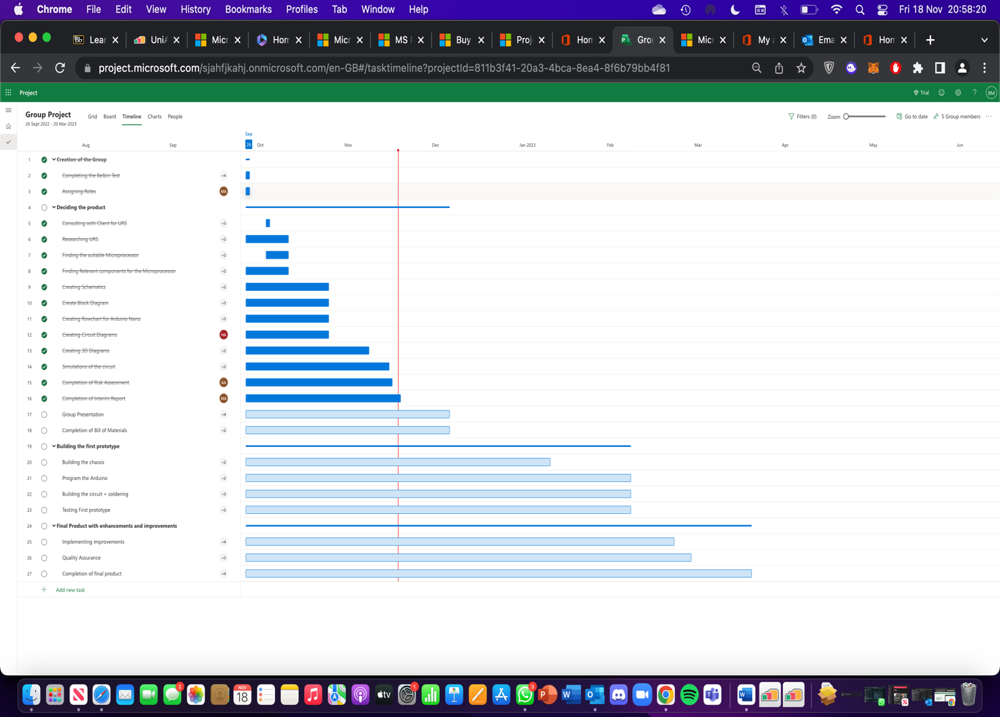 Chrome File Edit View History Bookmarks Profiles Tab Window Help Fri 18 Nov 20:58:20
Lear UniA Micr Hom Micr MS Buy Proj Hom Grou Micr My a Ema Hom
project.microsoft.com/sjahfjkahj.onmicrosoft.com/en-GB#/tasktimeline?projectId=811b3f41-20a3-4bca-8ea4-8f6b79bb4f81
Project Trial ? BM
Group Project Grid Board Timeline Charts People Filters (0) Zoom Go to date 5 Group members
26 Sept 2022 - 20 Mar 2023
Sep
Aug Sep 26 Oct Nov Dec Jan 2023 Feb Mar Apr May Jun
1 Creation of the Group
2 Completing the Belbin Test +4
3 Assigning Roles MA
4 Deciding the product
5 Consulting with Client for URS +3
6 Researching URS +2
7 Finding the suitable Microprocessor +2
8 Finding Relevant components for the Microprocessor +2
9 Creating Schematics +2
10 Create Block Diagram +3
11 Creating flowchart for Arduino Nano +3
12 Creating Circuit Diagrams HA
13 Creating 3D Diagrams +2
14 Simulations of the circuit +2
15 Completion of Risk Assessment AA
16 Completion of Interim Report MA
17 Group Presentation +4
18 Completion of Bill of Materials +2
19 Building the first prototype
20 Building the chassis +2
21 Program the Arduino +2
22 Building the circuit + soldering +3
23 Testing First prototype +2
24 Final Product with enhancements and improvements
25 Implementing improvements +4
26 Quality Assurance +3
27 Completion of final product +4
+ Add new task
2 NOV 18 tv 1 3 P W O W